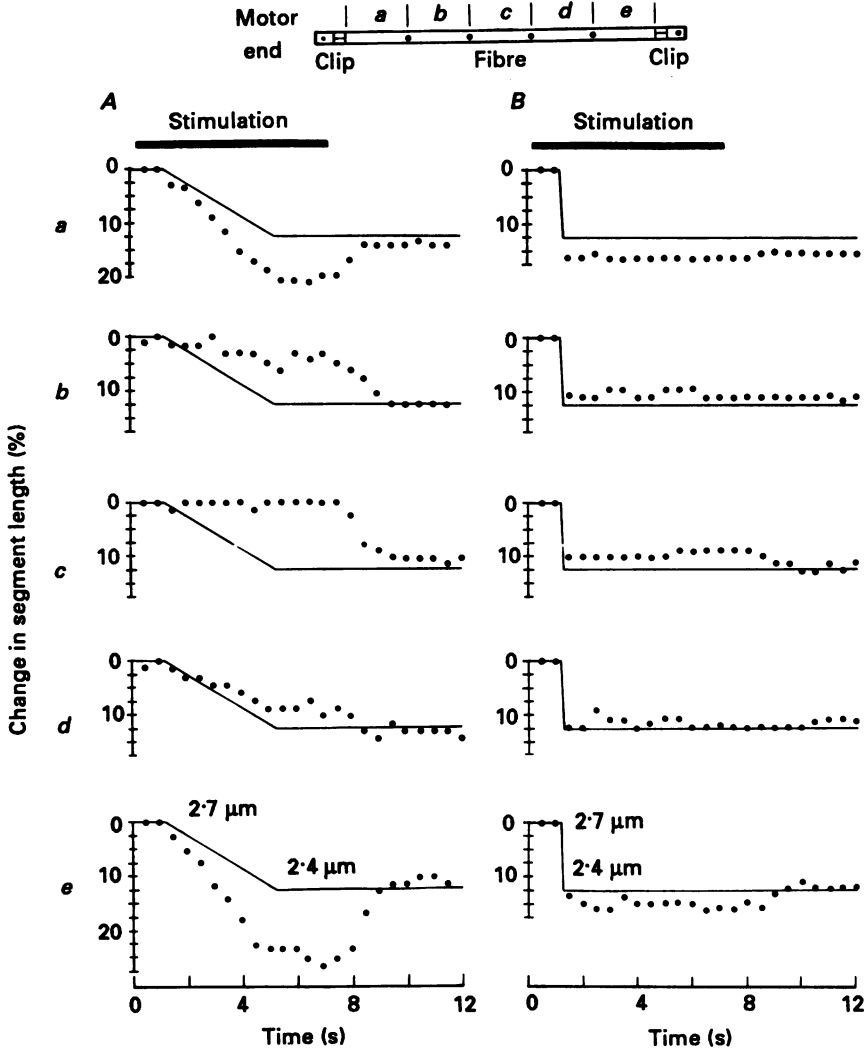 Motor end
a b c d e
Clip Fibre Clip
A B
Stimulation Stimulation
Change in segment length (%)
a
0
10
20
0
10
b
0
10
0
10
c
0
10
0
10
d
0
10
0
10
e
0
10
20
2·7 μm
2·4 μm
0
10
2·7 μm
2·4 μm
0 4 8 12 0 4 8 12
Time (s) Time (s)